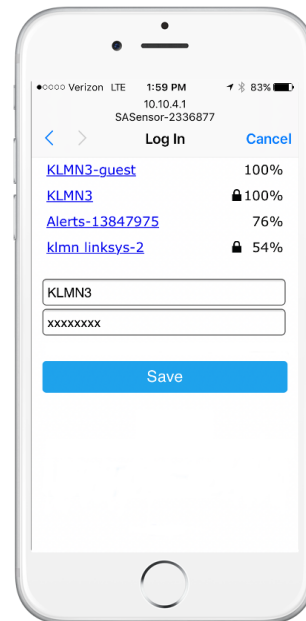 ●○○○○ Verizon LTE 1:59 PM 83%
10.10.4.1
SASensor-2336877
< > Log In Cancel
KLMN3-guest 100%
KLMN3 100%
Alerts-13847975 76%
klmn linksys-2 54%
KLMN3
xxxxxxxx
Save